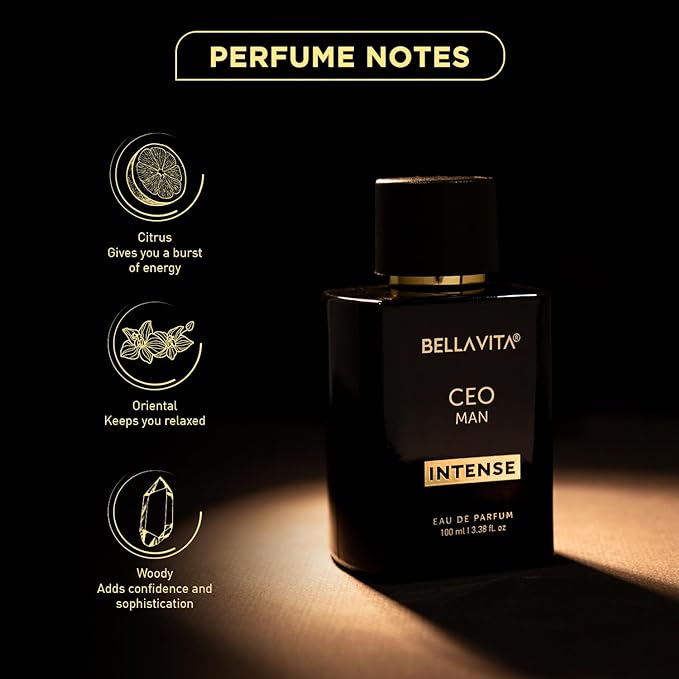 PERFUME NOTES
Citrus
Gives you a burst
of energy
Oriental
Keeps you relaxed
Woody
Adds confidence and
sophistication
BELLAVITA®
CEO
MAN
INTENSE
EAU DE PARFUM
100 ml I 3.38 fl. oz